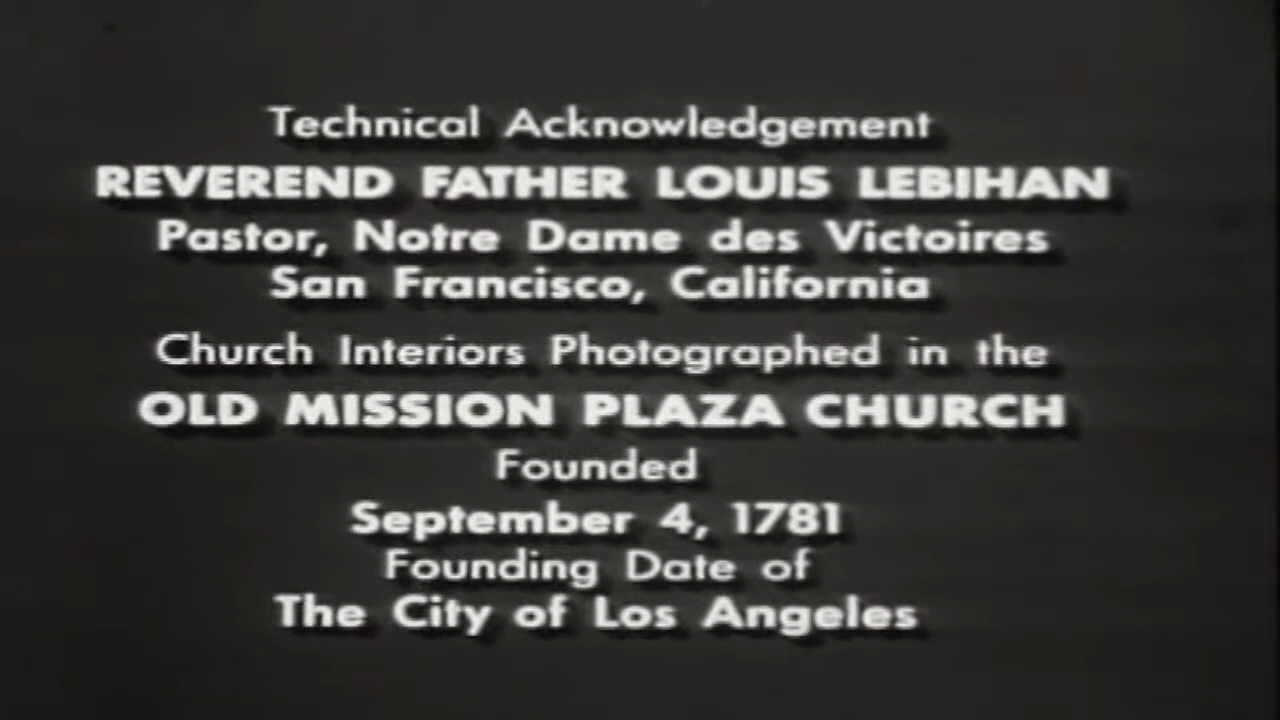 Technical Acknowledgement
REVEREND FATHER LOUIS LEBIHAN
Pastor, Notre Dame des Victoires
San Francisco, California
Church Interiors Photographed in the
OLD MISSION PLAZA CHURCH
Founded
September 4, 1781
Founding Date of
The City of Los Angeles